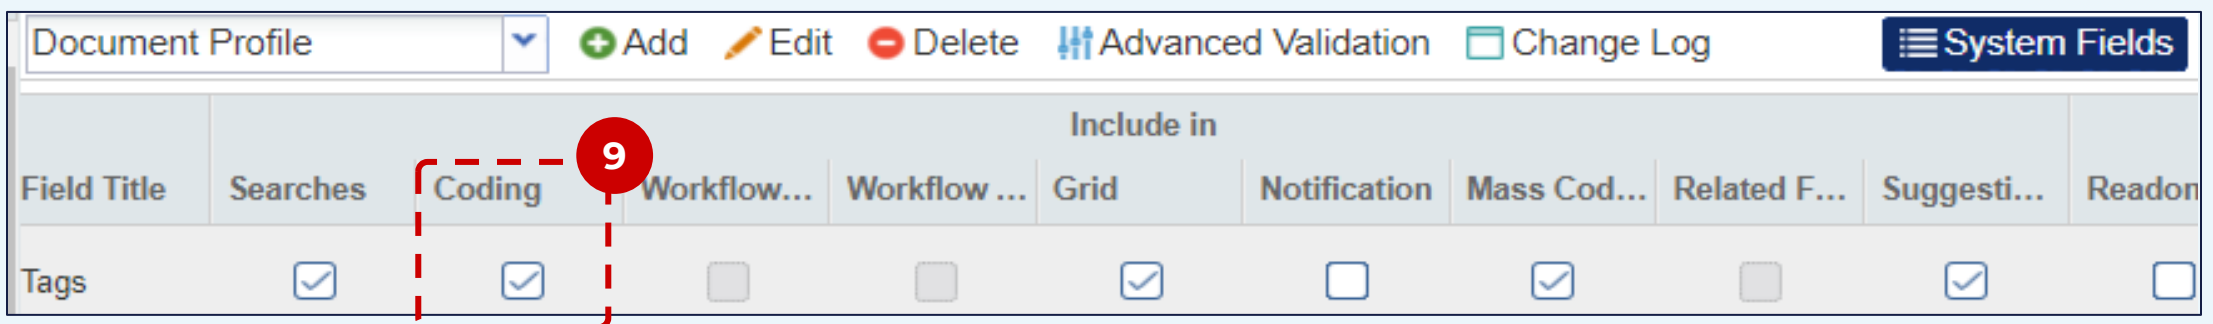 Document Profile Add Edit Delete Advanced Validation Change Log System Fields
Include in
9
Field Title Searches Coding Workflow... Workflow ... Grid Notification Mass Cod... Related F... Suggesti... Readon
Tags